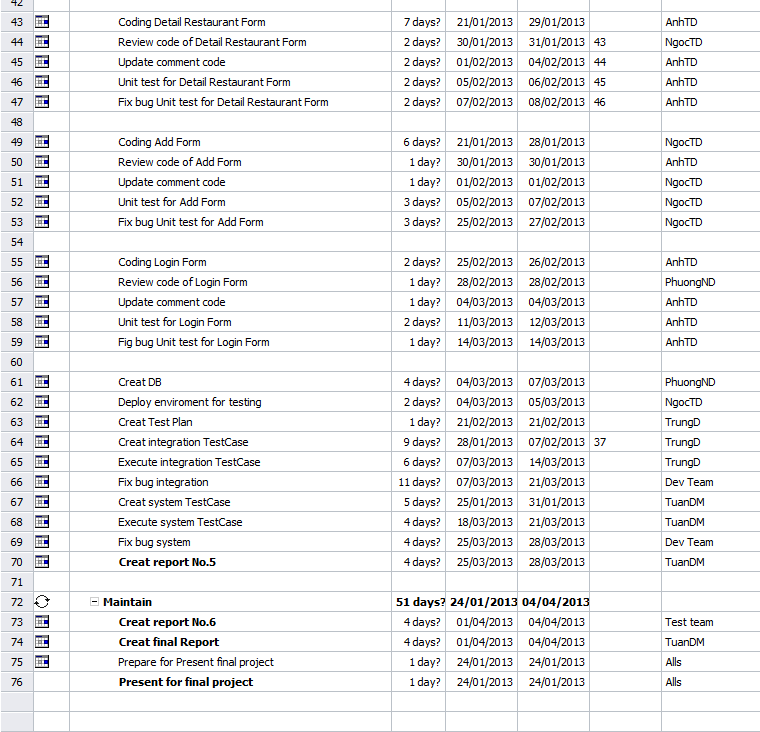 42
43 Coding Detail Restaurant Form 7 days? 21/01/2013 29/01/2013 AnhTD
44 Review code of Detail Restaurant Form 2 days? 30/01/2013 31/01/2013 43 NgocTD
45 Update comment code 2 days? 01/02/2013 04/02/2013 44 AnhTD
46 Unit test for Detail Restaurant Form 2 days? 05/02/2013 06/02/2013 45 AnhTD
47 Fix bug Unit test for Detail Restaurant Form 2 days? 07/02/2013 08/02/2013 46 AnhTD
48
49 Coding Add Form 6 days? 21/01/2013 28/01/2013 NgocTD
50 Review code of Add Form 1 day? 30/01/2013 30/01/2013 AnhTD
51 Update comment code 1 day? 01/02/2013 01/02/2013 NgocTD
52 Unit test for Add Form 3 days? 05/02/2013 07/02/2013 NgocTD
53 Fix bug Unit test for Add Form 3 days? 25/02/2013 27/02/2013 NgocTD
54
55 Coding Login Form 2 days? 25/02/2013 26/02/2013 AnhTD
56 Review code of Login Form 1 day? 28/02/2013 28/02/2013 PhuongND
57 Update comment code 1 day? 04/03/2013 04/03/2013 AnhTD
58 Unit test for Login Form 2 days? 11/03/2013 12/03/2013 AnhTD
59 Fig bug Unit test for Login Form 1 day? 14/03/2013 14/03/2013 AnhTD
60
61 Creat DB 4 days? 04/03/2013 07/03/2013 PhuongND
62 Deploy enviroment for testing 2 days? 04/03/2013 05/03/2013 NgocTD
63 Creat Test Plan 1 day? 21/02/2013 21/02/2013 TrungD
64 Creat integration TestCase 9 days? 28/01/2013 07/02/2013 37 TrungD
65 Execute integration TestCase 6 days? 07/03/2013 14/03/2013 TrungD
66 Fix bug integration 11 days? 07/03/2013 21/03/2013 Dev Team
67 Creat system TestCase 5 days? 25/01/2013 31/01/2013 TuanDM
68 Execute system TestCase 4 days? 18/03/2013 21/03/2013 TuanDM
69 Fix bug system 4 days? 25/03/2013 28/03/2013 Dev Team
70 Creat report No.5 4 days? 25/03/2013 28/03/2013 TuanDM
71
72 Maintain 51 days? 24/01/2013 04/04/2013
73 Creat report No.6 4 days? 01/04/2013 04/04/2013 Test team
74 Creat final Report 4 days? 01/04/2013 04/04/2013 TuanDM
75 Prepare for Present final project 1 day? 24/01/2013 24/01/2013 Alls
76 Present for final project 1 day? 24/01/2013 24/01/2013 Alls